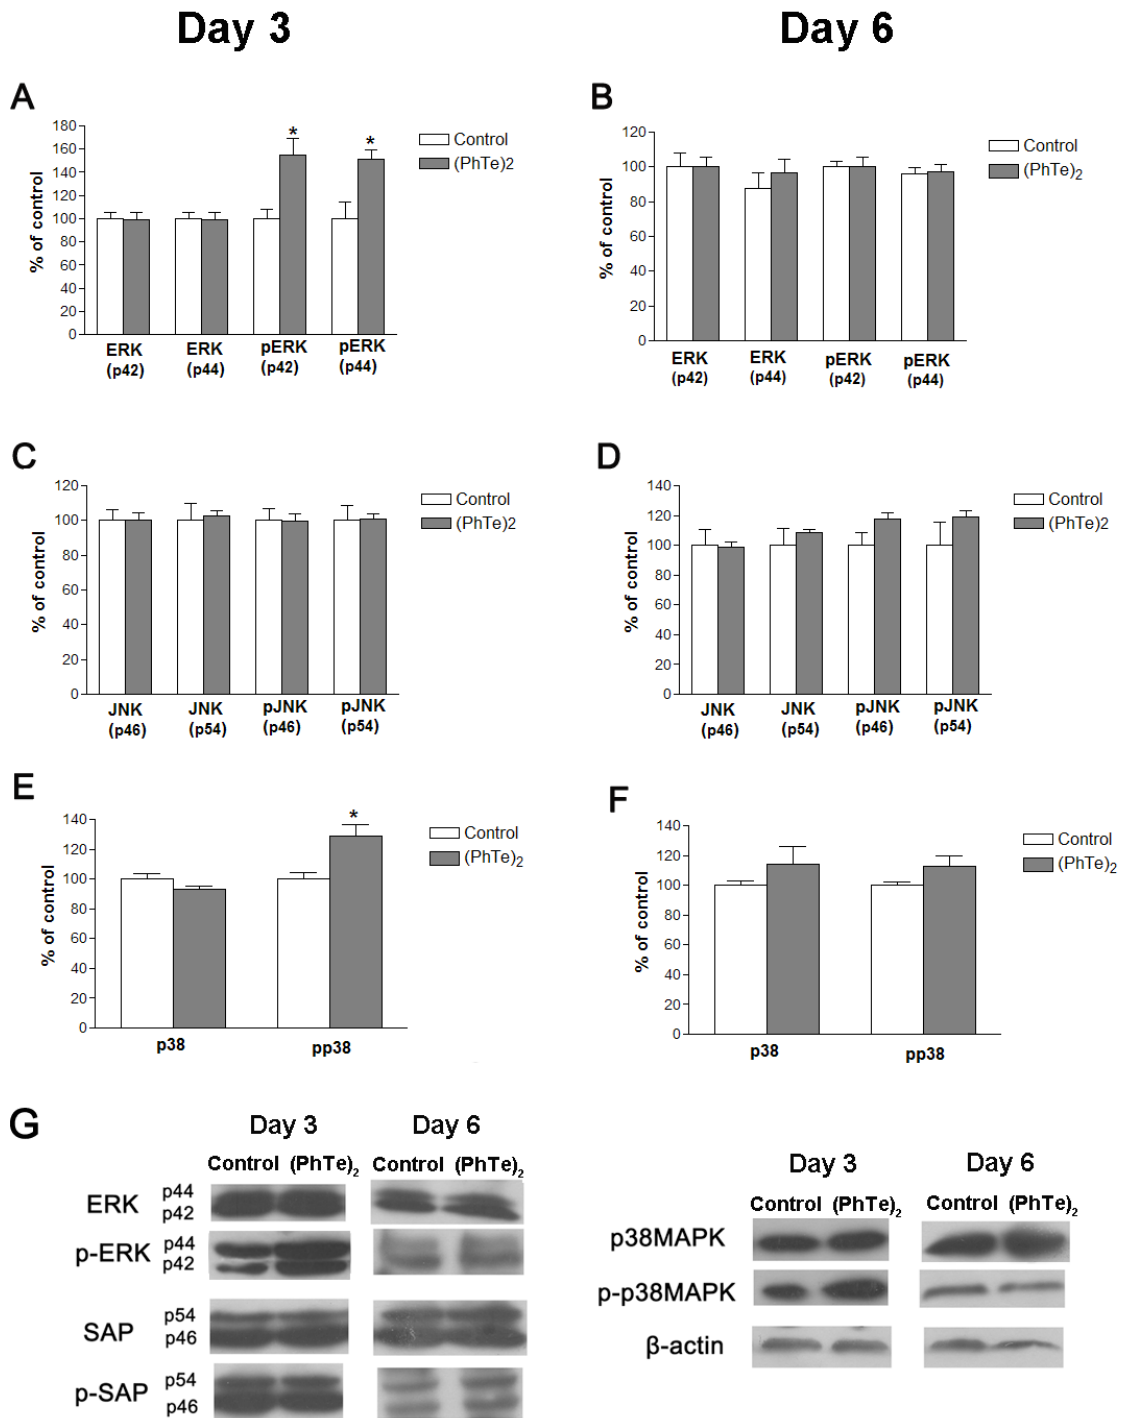 Day 3
Day 6
A
180
160
140
120
100
80
60
40
20
0
% of control
* *
Control
(PhTe)2
ERK ERK pERK pERK
(p42) (p44) (p42) (p44)
B
120
100
80
60
40
20
0
% of control
Control
(PhTe)2
ERK ERK pERK pERK
(p42) (p44) (p42) (p44)
C
120
100
80
60
40
20
0
% of control
Control
(PhTe)2
JNK JNK pJNK pJNK
(p46) (p54) (p46) (p54)
D
140
120
100
80
60
40
20
0
% of control
Control
(PhTe)2
JNK JNK pJNK pJNK
(p46) (p54) (p46) (p54)
E
140
120
100
80
60
40
20
0
% of control
*
Control
(PhTe)2
p38 pp38
F
140
120
100
80
60
40
20
0
% of control
Control
(PhTe)2
p38 pp38
G
Day 3 Day 6
Control (PhTe)2 Control (PhTe)2
ERK p44
p42
p-ERK p44
p42
SAP p54
p46
p-SAP p54
p46
Day 3 Day 6
Control (PhTe)2 Control (PhTe)2
p38MAPK
p-p38MAPK
β-actin